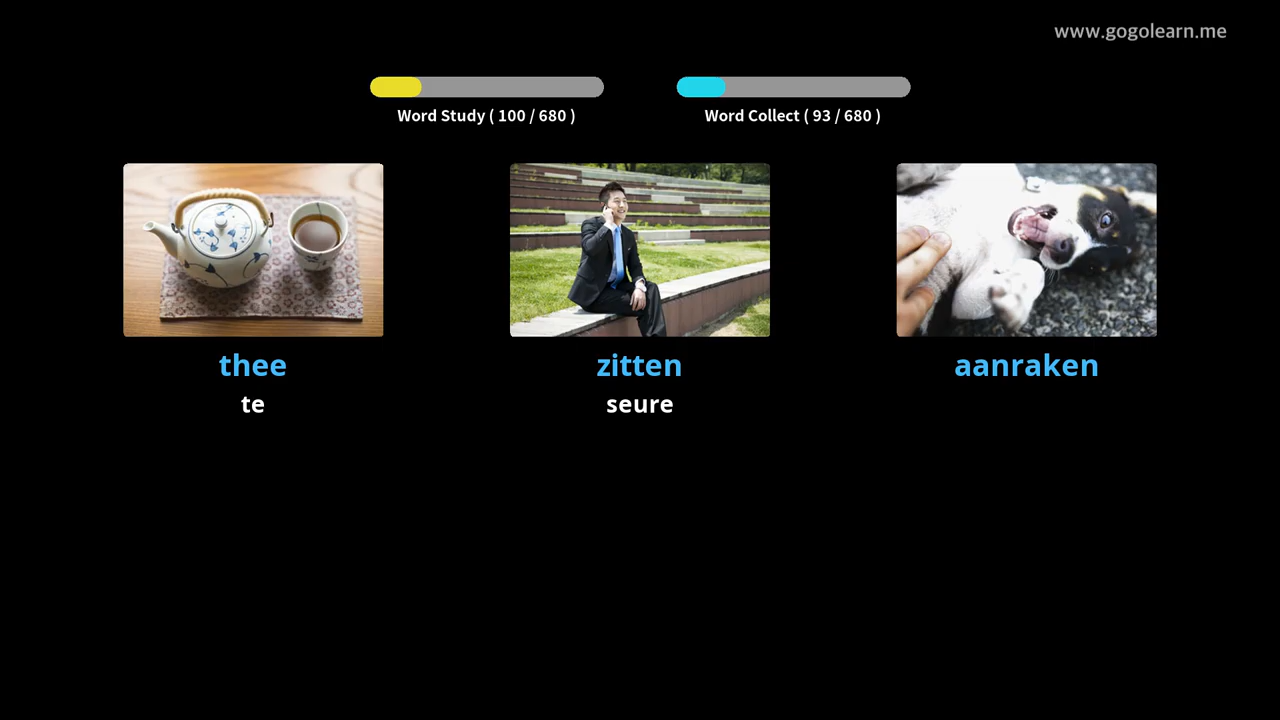 www.gogolearn.me
Word Study ( 100 / 680 )
Word Collect ( 93 / 680 )
thee
zitten
aanraken
te
seure